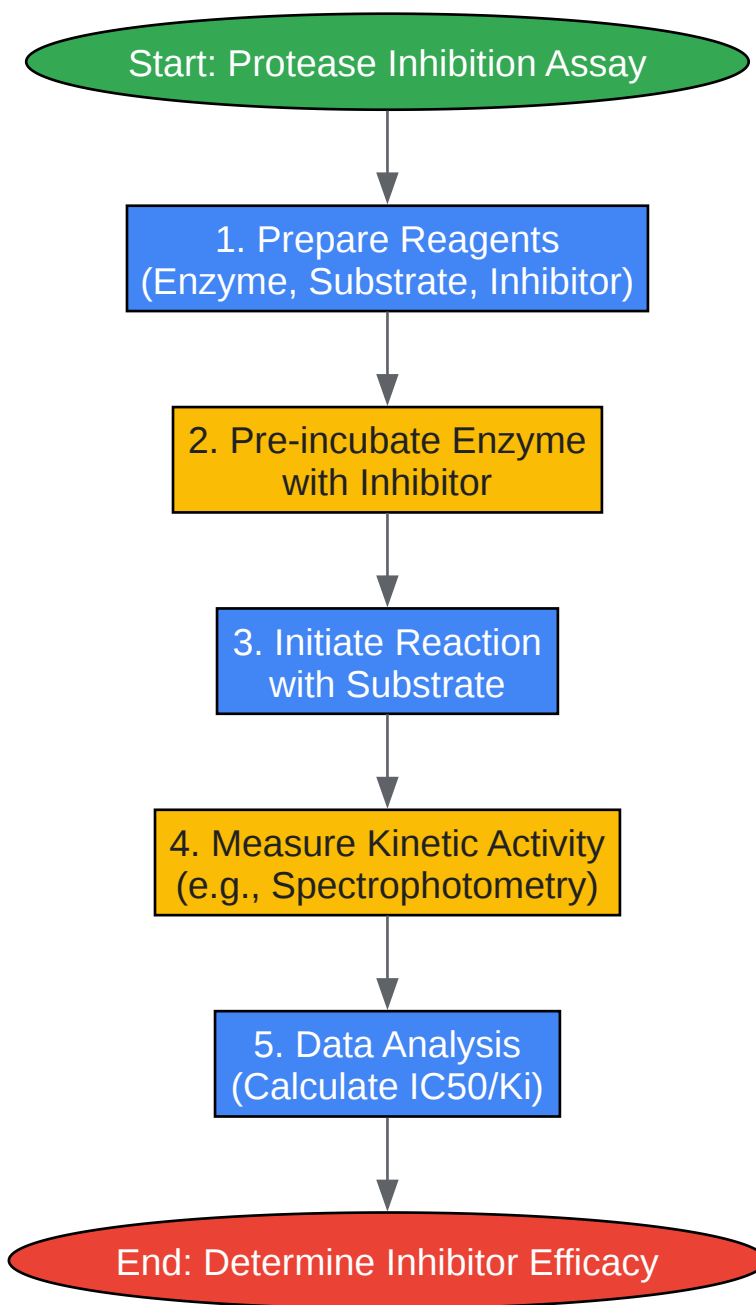 Start: Protease Inhibition Assay
1. Prepare Reagents
(Enzyme, Substrate, Inhibitor)
2. Pre-incubate Enzyme
with Inhibitor
3. Initiate Reaction
with Substrate
4. Measure Kinetic Activity
(e.g., Spectrophotometry)
5. Data Analysis
(Calculate IC50/Ki)
End: Determine Inhibitor Efficacy